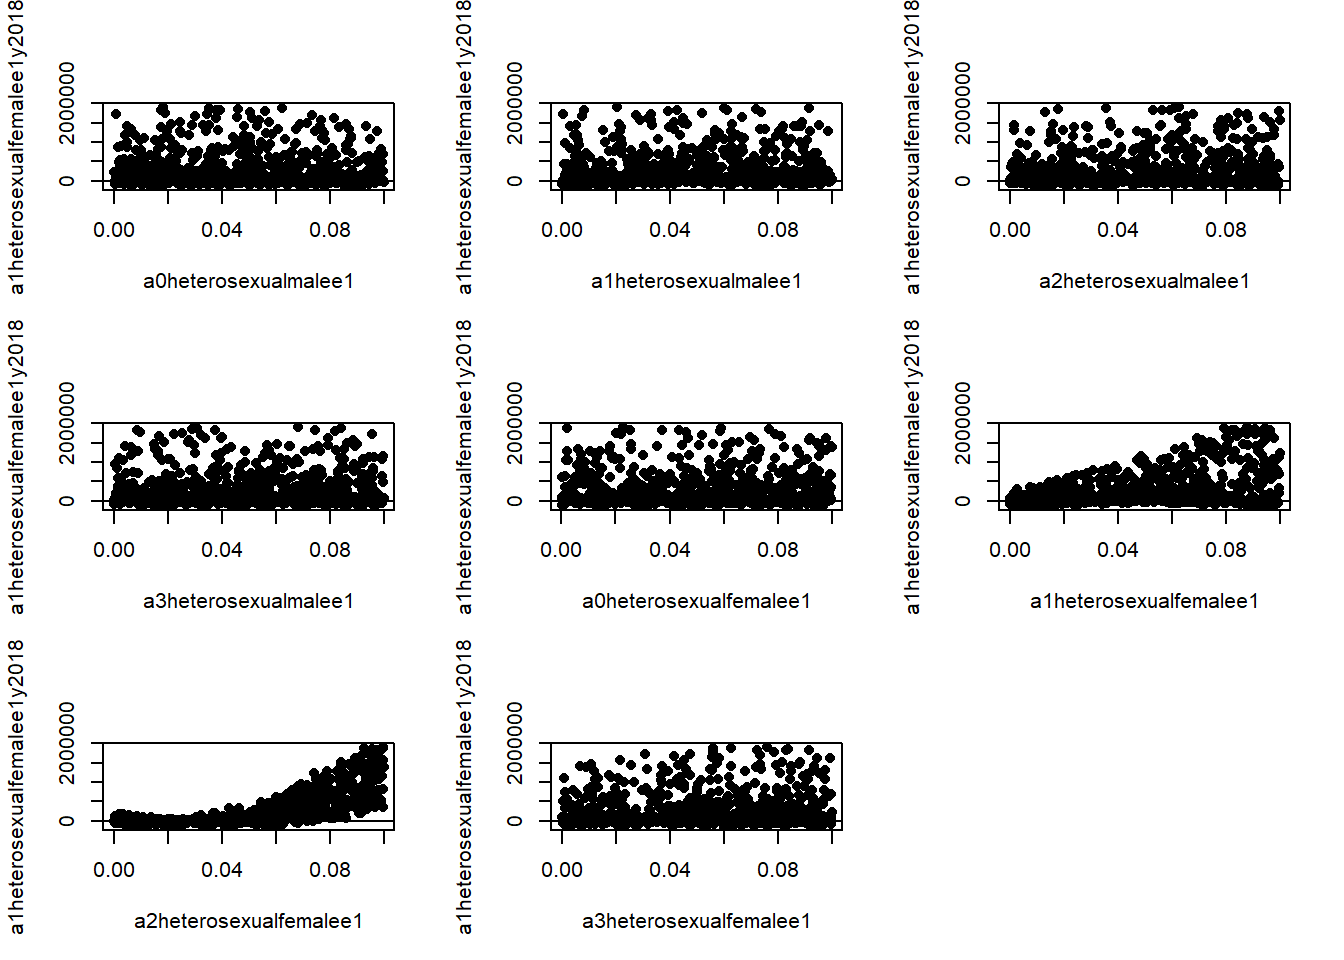 a1heterosexualfemalee1y2018
0 2000000
0.00 0.04 0.08
a0heterosexualmalee1
a1heterosexualfemalee1y2018
0 2000000
0.00 0.04 0.08
a1heterosexualmalee1
a1heterosexualfemalee1y2018
0 2000000
0.00 0.04 0.08
a2heterosexualmalee1
a1heterosexualfemalee1y2018
0 2000000
0.00 0.04 0.08
a3heterosexualmalee1
a1heterosexualfemalee1y2018
0 2000000
0.00 0.04 0.08
a0heterosexualfemalee1
a1heterosexualfemalee1y2018
0 2000000
0.00 0.04 0.08
a1heterosexualfemalee1
a1heterosexualfemalee1y2018
0 2000000
0.00 0.04 0.08
a2heterosexualfemalee1
a1heterosexualfemalee1y2018
0 2000000
0.00 0.04 0.08
a3heterosexualfemalee1